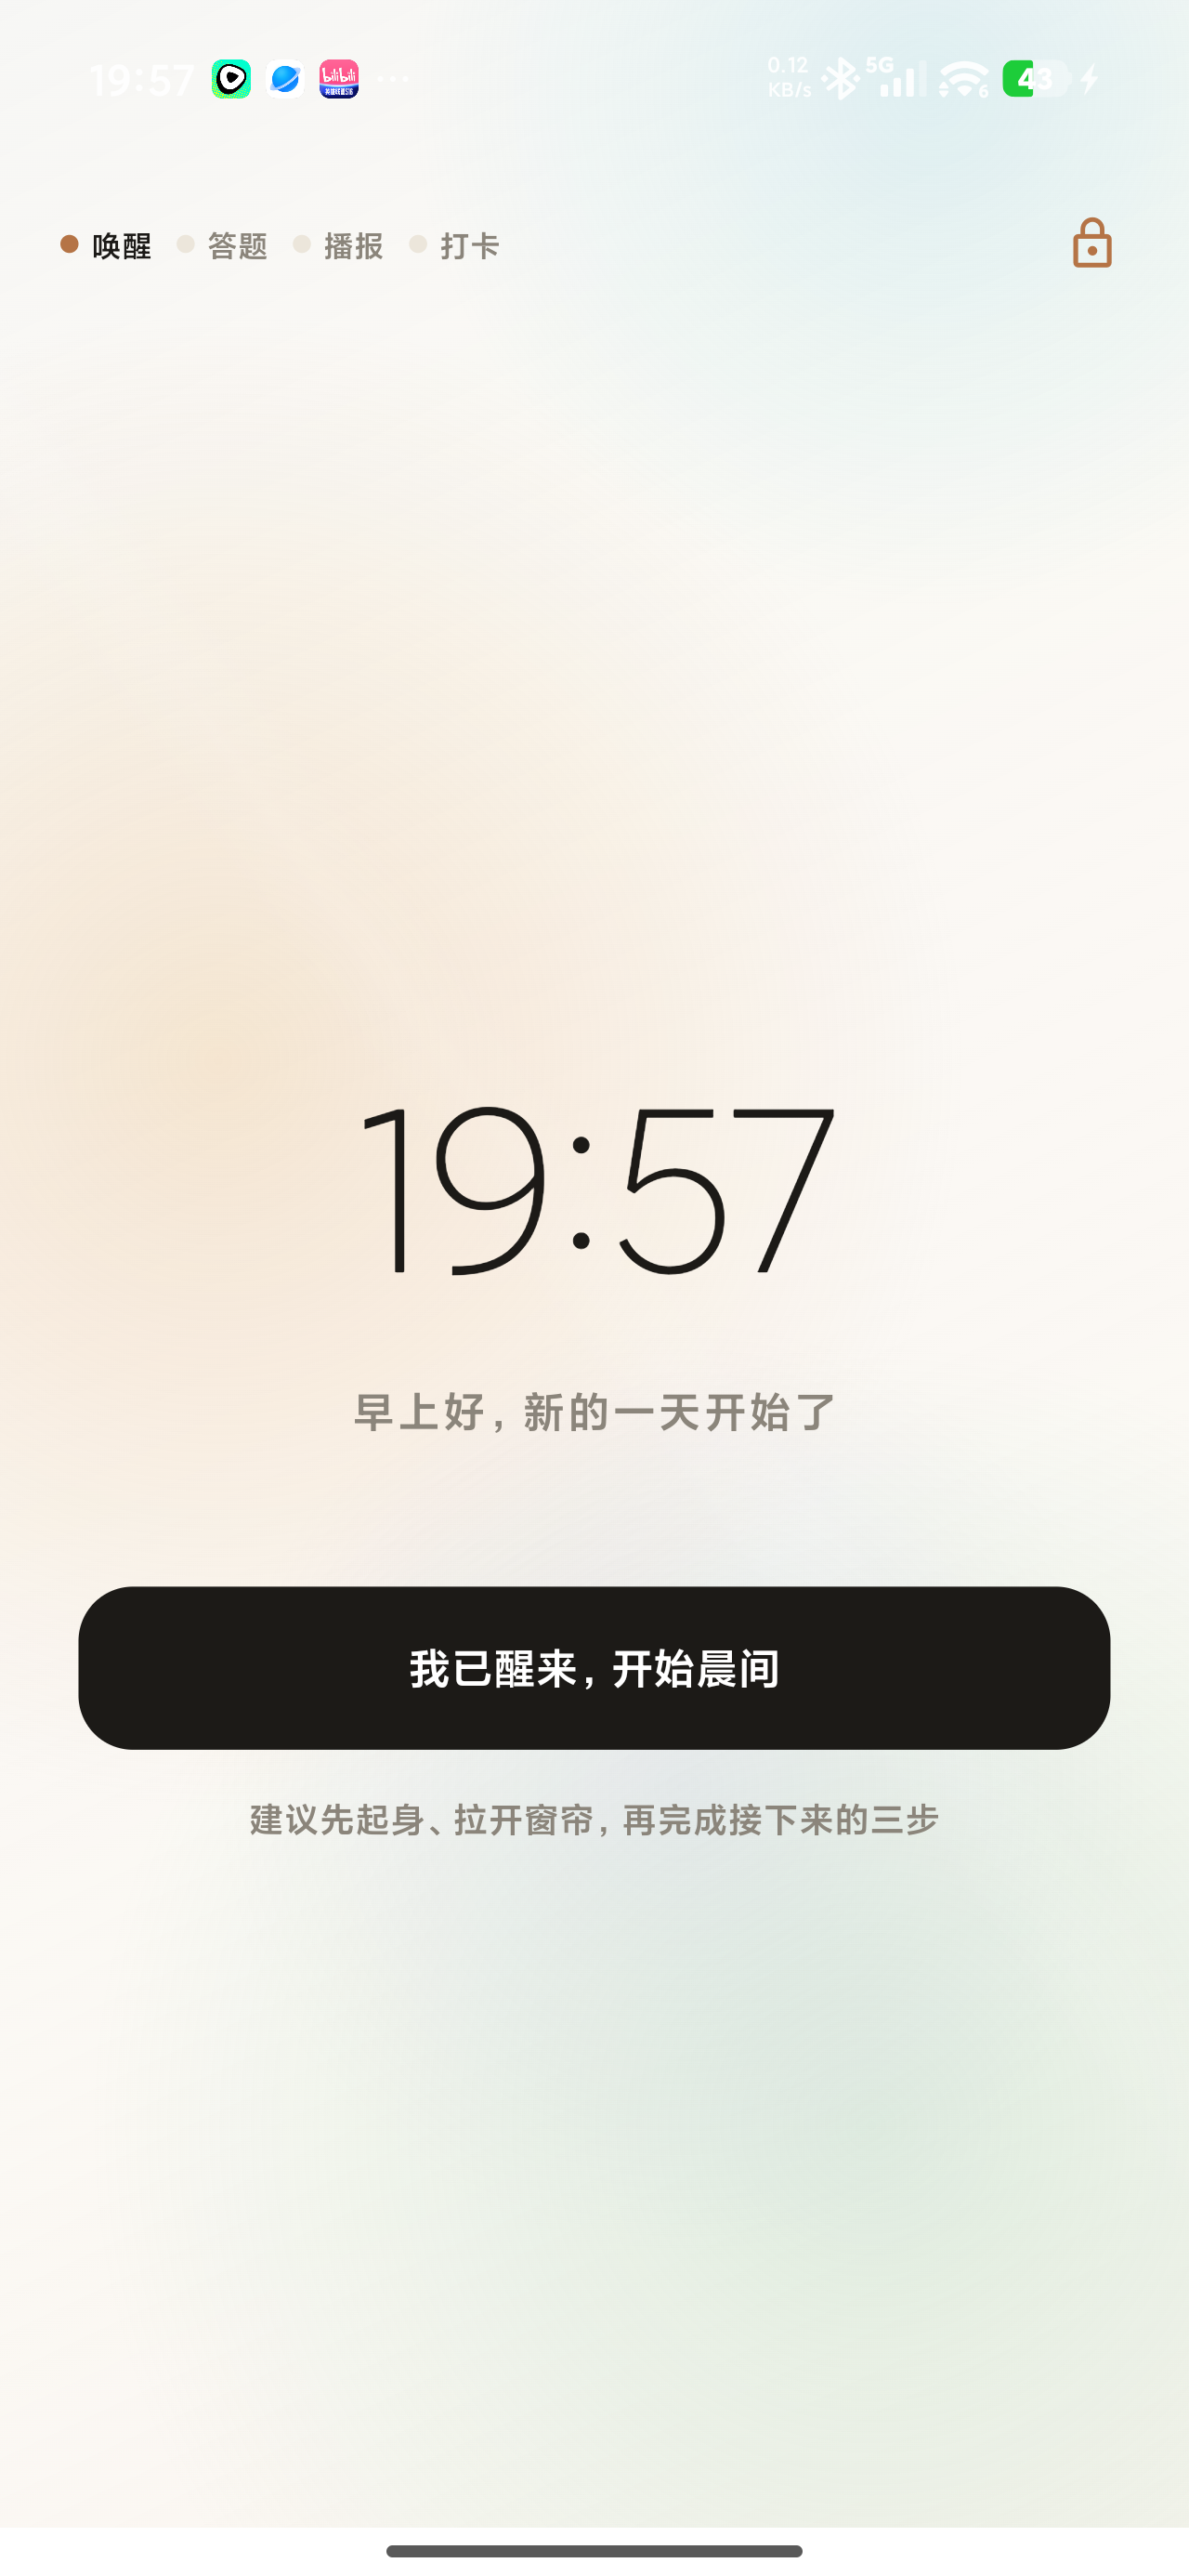 19:57 bilibili ··· 0.12 KB/s 5G 6 43
唤醒 答题 播报 打卡
19:57
早上好，新的一天开始了
我已醒来，开始晨间
建议先起身、拉开窗帘，再完成接下来的三步